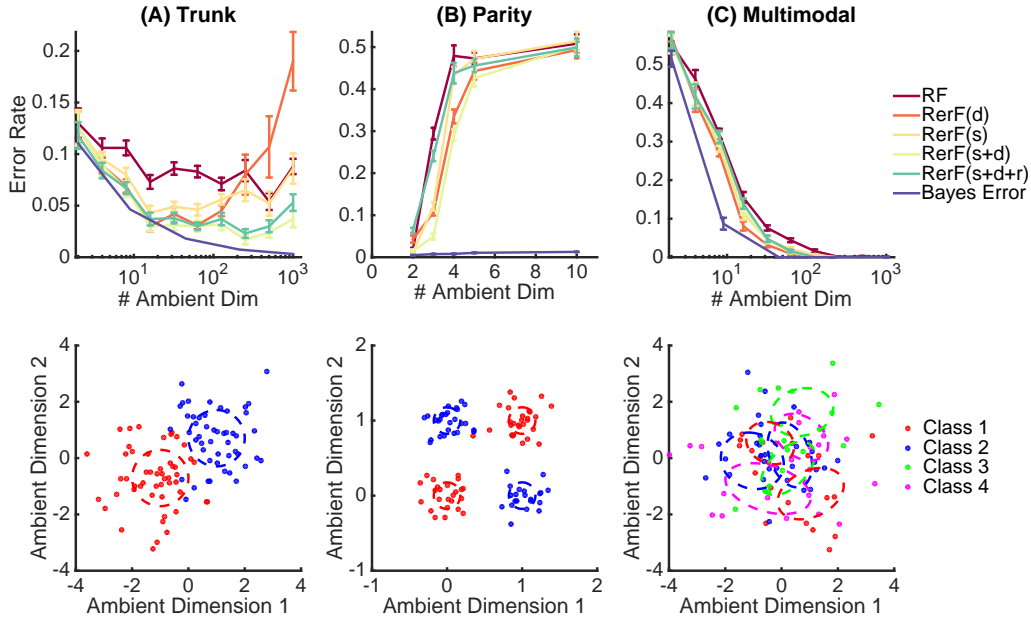 (A) Trunk
(B) Parity
(C) Multimodal
Error Rate
0.2
0.15
0.1
0.05
0
10^1
10^2
10^3
# Ambient Dim
0.5
0.4
0.3
0.2
0.1
0
0 2 4 6 8 10
# Ambient Dim
0.5
0.4
0.3
0.2
0.1
0
10^1
10^2
10^3
# Ambient Dim
RF
RerF(d)
RerF(s)
RerF(s+d)
RerF(s+d+r)
Bayes Error
Ambient Dimension 2
4
2
0
-2
-4
-4 -2 0 2 4
Ambient Dimension 1
Ambient Dimension 2
2
1
0
-1
-1 0 1 2
Ambient Dimension 1
Ambient Dimension 2
4
2
0
-2
-4
-4 -2 0 2 4
Ambient Dimension 1
Class 1
Class 2
Class 3
Class 4